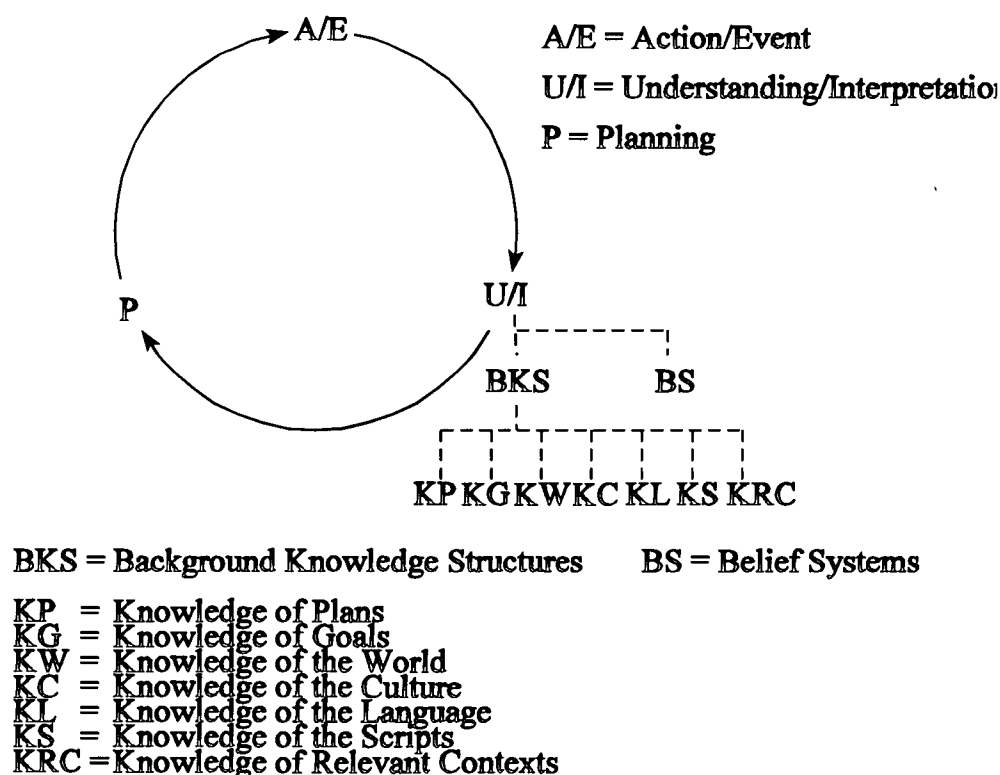 A/E
A/E = Action/Event
U/I = Understanding/Interpretation
P = Planning
U/I
P
BKS BS
KP KG KW KC KL KS KRC
BKS = Background Knowledge Structures BS = Belief Systems
KP = Knowledge of Plans
KG = Knowledge of Goals
KW = Knowledge of the World
KC = Knowledge of the Culture
KL = Knowledge of the Language
KS = Knowledge of the Scripts
KRC = Knowledge of Relevant Contexts